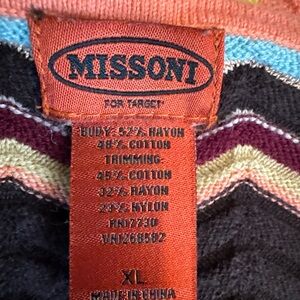 MISSONI
FOR TARGET
BODY: 52% RAYON
48% COTTON
TRIMMING:
45% COTTON
32% RAYON
23% NYLON
RN17730
XL
MADE IN CHINA